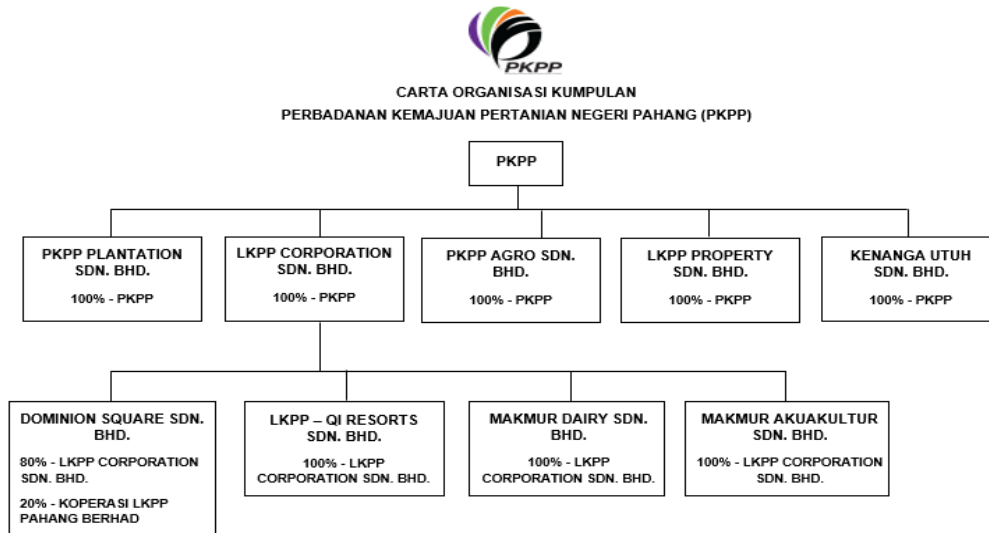 PKPP
CARTA ORGANISASI KUMPULAN
PERBADANAN KEMAJUAN PERTANIAN NEGERI PAHANG (PKPP)
PKPP
PKPP PLANTATION
SDN. BHD.
100% - PKPP
LKPP CORPORATION
SDN. BHD.
100% - PKPP
PKPP AGRO SDN.
BHD.
100% - PKPP
LKPP PROPERTY
SDN. BHD.
100% - PKPP
KENANGA UTUH
SDN. BHD.
100% - PKPP
DOMINION SQUARE SDN.
BHD.
80% - LKPP CORPORATION
SDN. BHD.
20% - KOPERASI LKPP
PAHANG BERHAD
LKPP – QI RESORTS
SDN. BHD.
100% - LKPP
CORPORATION SDN. BHD.
MAKMUR DAIRY SDN.
BHD.
100% - LKPP
CORPORATION SDN. BHD.
MAKMUR AKUAKULTUR
SDN. BHD.
100% - LKPP CORPORATION
SDN. BHD.